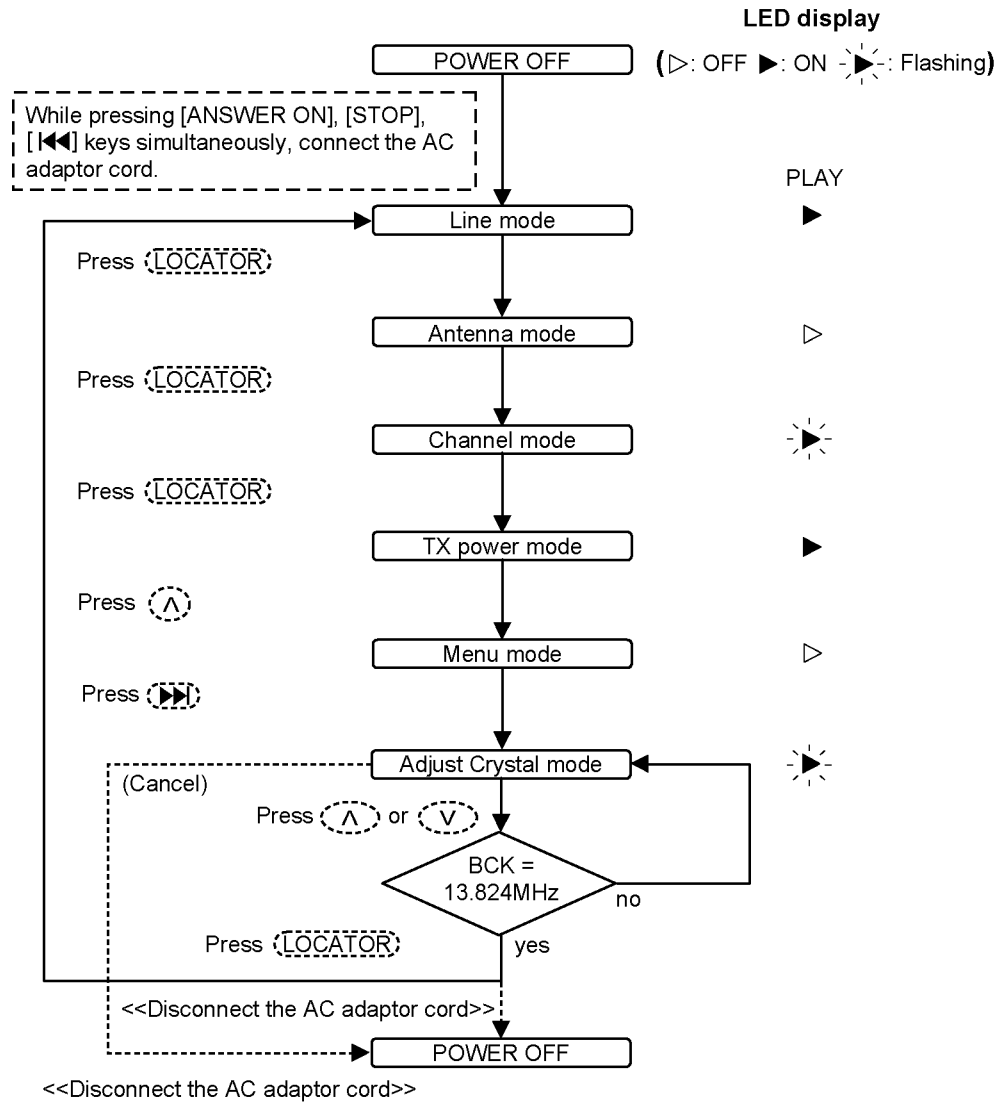 LED display
POWER OFF
(▷: OFF ▶: ON ▶: Flashing)
While pressing [ANSWER ON], [STOP],
[⏮] keys simultaneously, connect the AC
adaptor cord.
PLAY
Line mode
Press LOCATOR
Antenna mode
Press LOCATOR
Channel mode
Press LOCATOR
TX power mode
Press ∧
Menu mode
Press ⏭
Adjust Crystal mode
(Cancel)
Press ∧ or ∨
BCK =
13.824MHz
no
Press LOCATOR
yes
<<Disconnect the AC adaptor cord>>
POWER OFF
<<Disconnect the AC adaptor cord>>